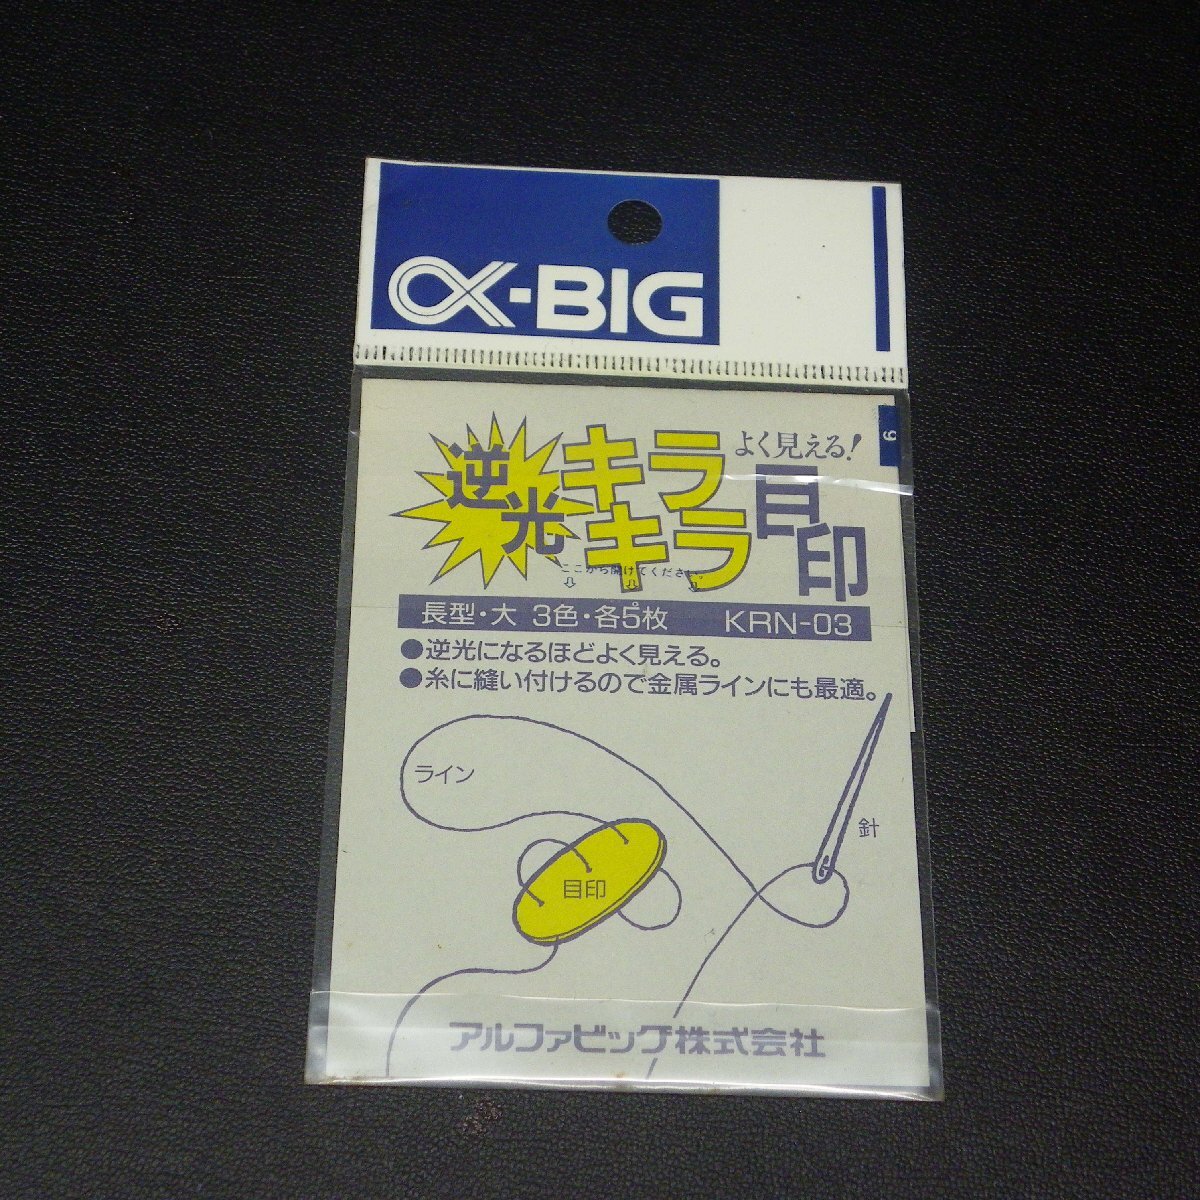 α-BIG
9
よく見える!
逆光 キラキラ 目印
ここから開けてください。
長型・大 3色・各5枚 KRN-03
●逆光になるほどよく見える。
●糸に縫い付けるので金属ラインにも最適。
ライン
針
目印
アルファビッグ株式会社